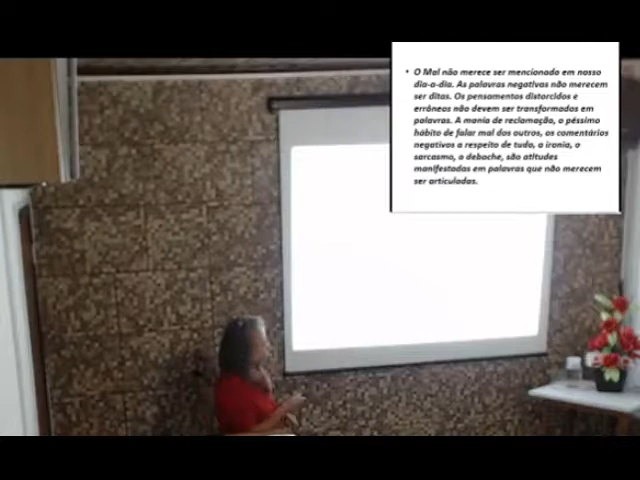 • O Mal não merece ser mencionado em nosso
dia-a-dia. As palavras negativas não merecem
ser ditas. Os pensamentos distorcidos e
errôneos não devem ser transformados em
palavras. A mania de reclamação, o péssimo
hábito de falar mal dos outros, os comentários
negativos a respeito de tudo, a ironia, o
sarcasmo, o deboche, são atitudes
manifestadas em palavras que não merecem
ser articuladas.